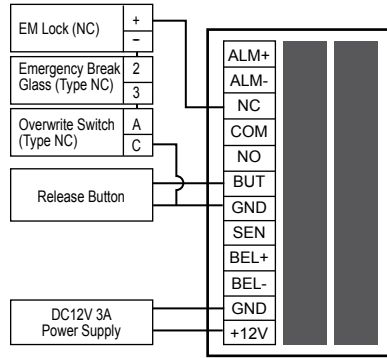 EM Lock (NC)
+
–
Emergency Break
Glass (Type NC)
2
3
Overwrite Switch
(Type NC)
A
C
Release Button
DC12V 3A
Power Supply
ALM+
ALM-
NC
COM
NO
BUT
GND
SEN
BEL+
BEL-
GND
+12V